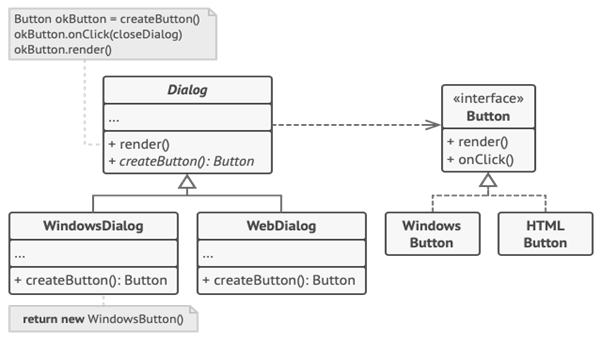 Button okButton = createButton()
okButton.onClick(closeDialog)
okButton.render()
Dialog
...
+ render()
+ createButton(): Button
«interface»
Button
+ render()
+ onClick()
WindowsDialog
...
+ createButton(): Button
WebDialog
...
+ createButton(): Button
Windows
Button
HTML
Button
return new WindowsButton()